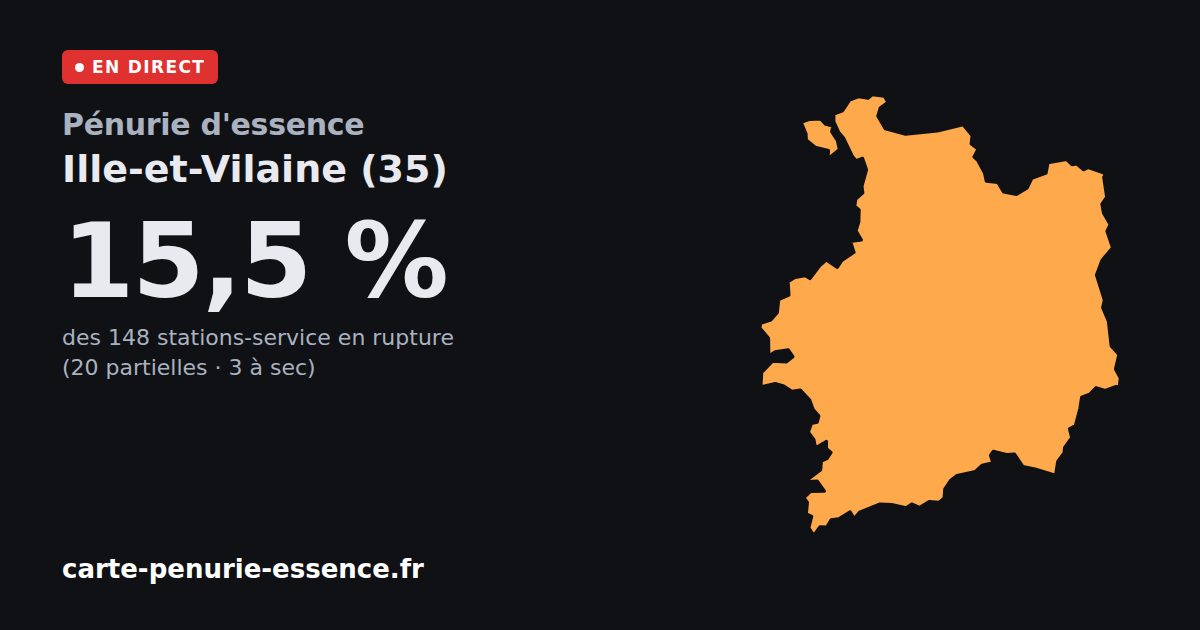 EN DIRECT
Pénurie d'essence
Ille-et-Vilaine (35)
15,5 %
des 148 stations-service en rupture
(20 partielles · 3 à sec)
carte-penurie-essence.fr